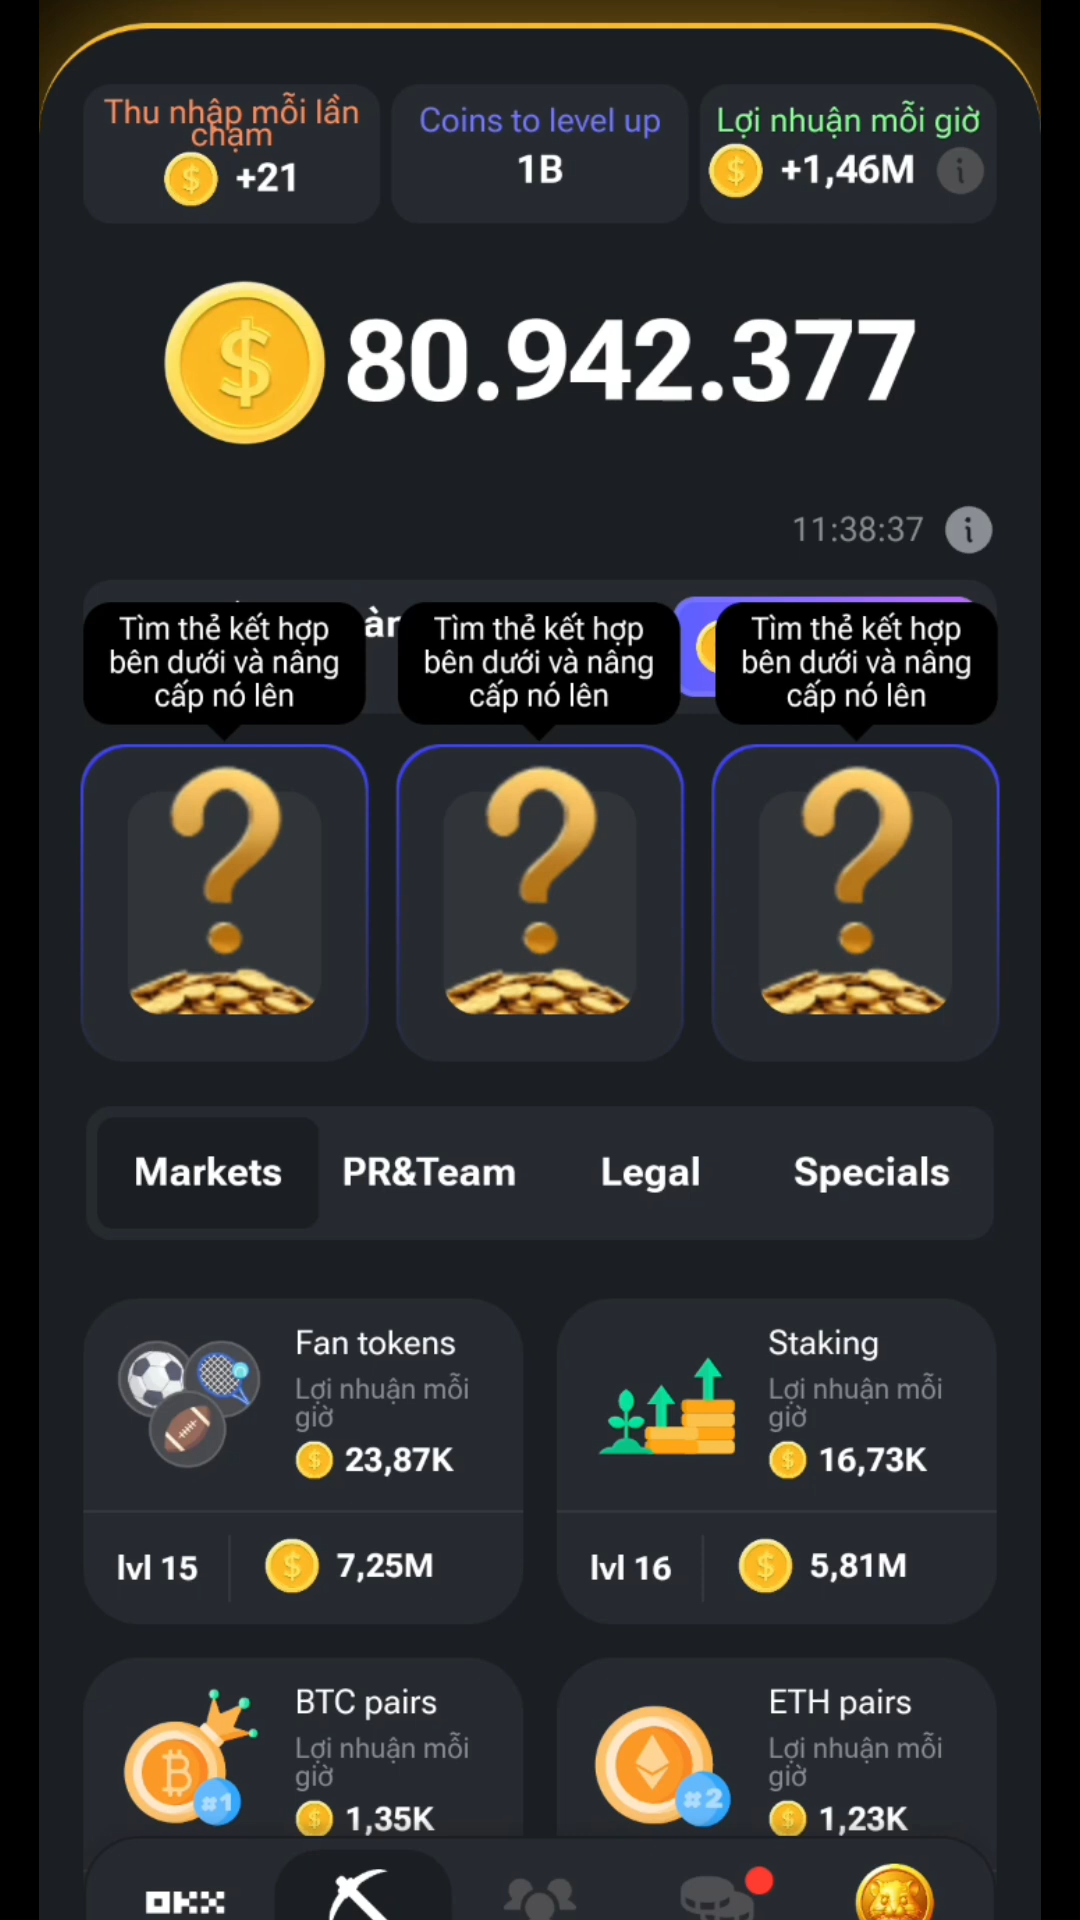 Thu nhập mỗi lần
chạm
+21
Coins to level up
1B
Lợi nhuận mỗi giờ
+1,46M
80.942.377
11:38:37
àn
Tìm thẻ kết hợp
bên dưới và nâng
cấp nó lên
Tìm thẻ kết hợp
bên dưới và nâng
cấp nó lên
Tìm thẻ kết hợp
bên dưới và nâng
cấp nó lên
Markets
PR&Team
Legal
Specials
Fan tokens
Lợi nhuận mỗi
giờ
23,87K
lvl 15
7,25M
Staking
Lợi nhuận mỗi
giờ
16,73K
lvl 16
5,81M
BTC pairs
Lợi nhuận mỗi
giờ
1,35K
#1
ETH pairs
Lợi nhuận mỗi
giờ
1,23K
#2
OKX